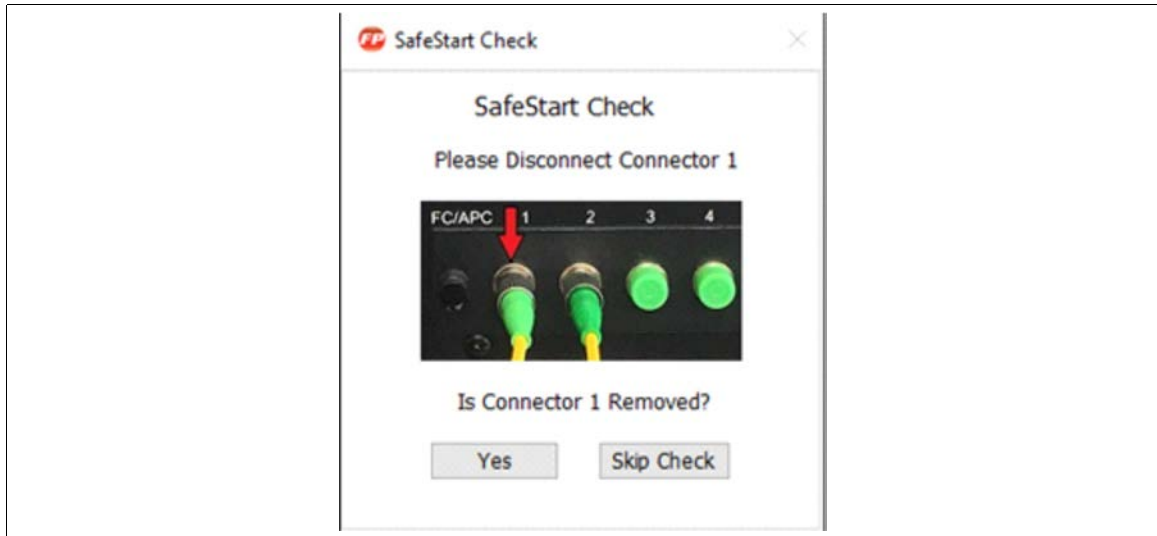 FP SafeStart Check
SafeStart Check
Please Disconnect Connector 1
FC/APC 1 2 3 4
Is Connector 1 Removed?
Yes Skip Check